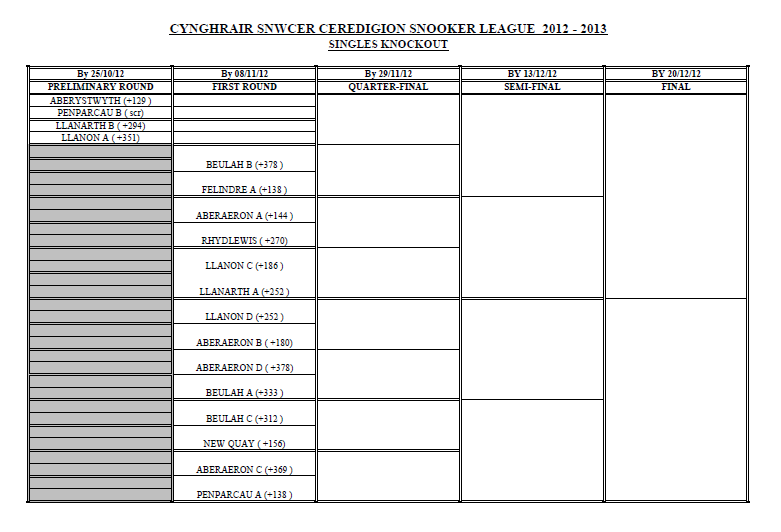 CYNGHRAIR SNWCER CEREDIGION SNOOKER LEAGUE 2012 - 2013
SINGLES KNOCKOUT
By 25/10/12 By 08/11/12 By 29/11/12 BY 13/12/12 BY 20/12/12
PRELIMINARY ROUND FIRST ROUND QUARTER-FINAL SEMI-FINAL FINAL
ABERYSTWYTH (+129 )
PENPARCAU B ( scr)
LLANARTH B ( +294)
LLANON A ( +351)
BEULAH B (+378 )
FELINDRE A (+138 )
ABERAERON A (+144 )
RHYDLEWIS ( +270)
LLANON C (+186 )
LLANARTH A (+252 )
LLANON D (+252 )
ABERAERON B ( +180)
ABERAERON D ( +378)
BEULAH A (+333 )
BEULAH C (+312 )
NEW QUAY ( +156)
ABERAERON C (+369 )
PENPARCAU A (+138 )